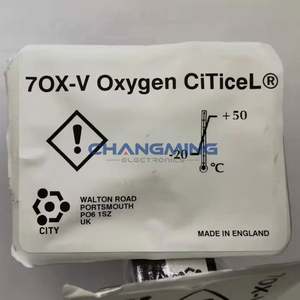 7OX-V Oxygen CiTiceL®
CHANGMING
ELECTRONICS
+50
-20
°C
CITY
WALTON ROAD
PORTSMOUTH
PO6 1SZ
UK
MADE IN ENGLAND